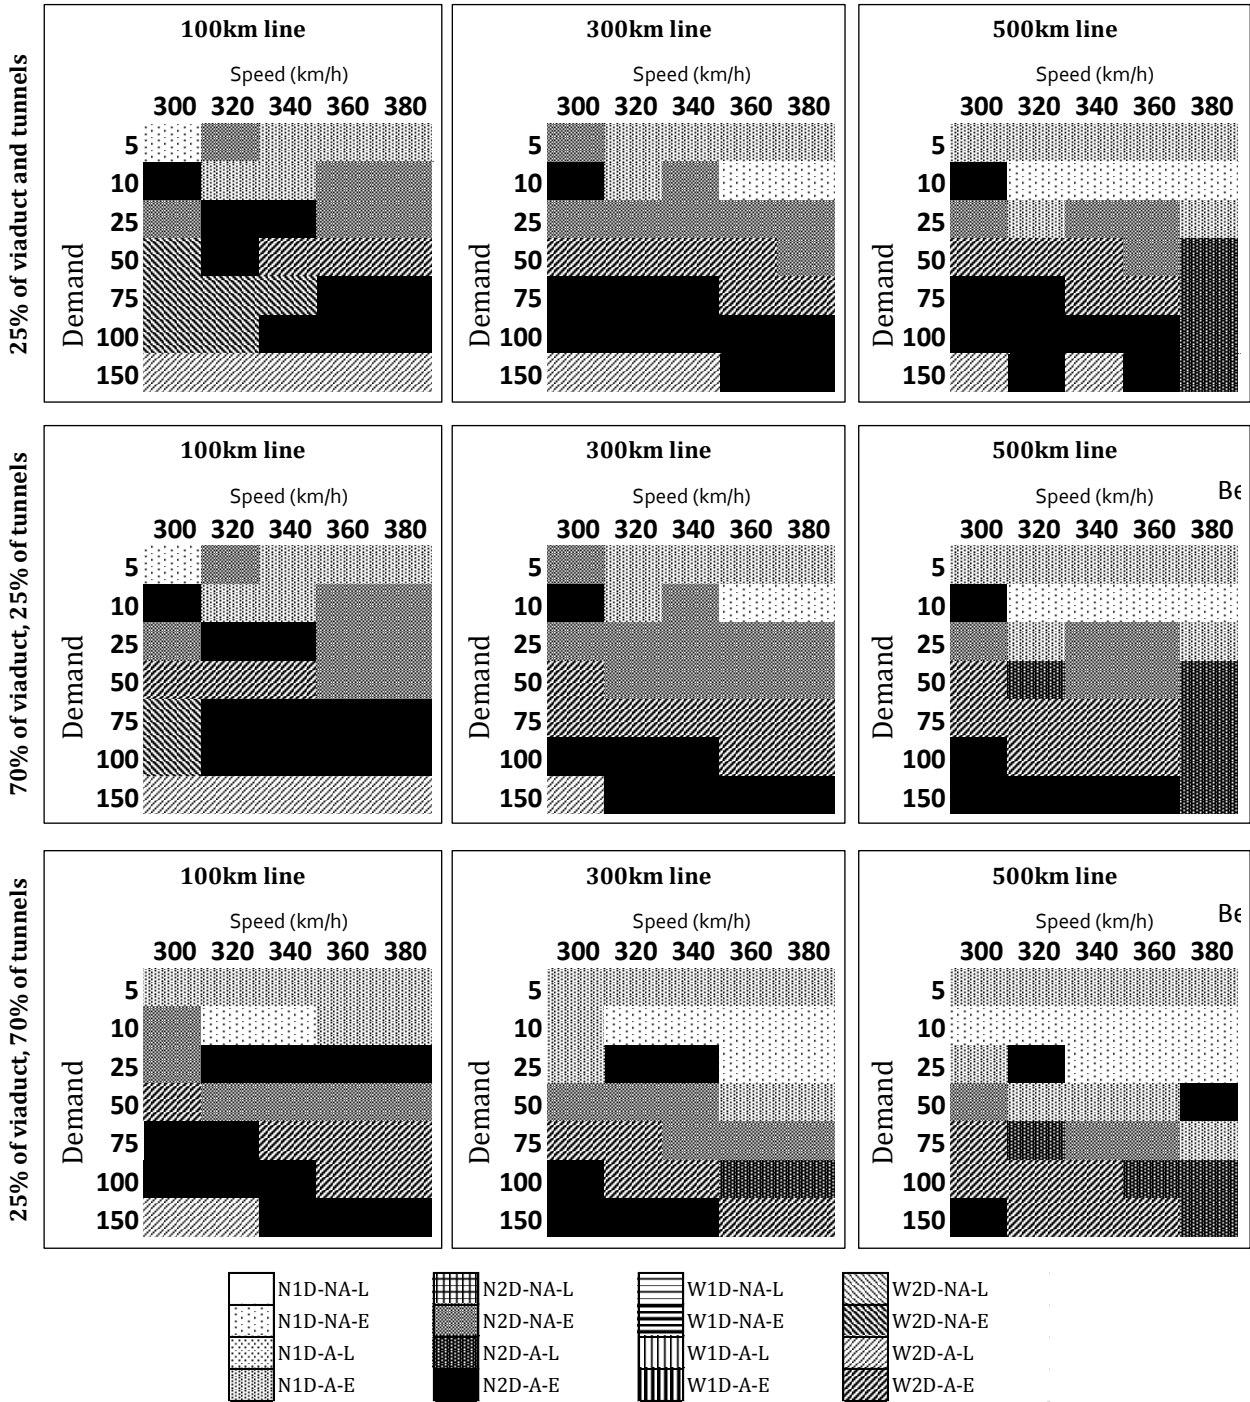 25% of viaduct and tunnels
100km line
Speed (km/h)
300 320 340 360 380
Demand
5
10
25
50
75
100
150
300km line
Speed (km/h)
300 320 340 360 380
Demand
5
10
25
50
75
100
150
500km line
Speed (km/h)
300 320 340 360 380
Demand
5
10
25
50
75
100
150
70% of viaduct, 25% of tunnels
100km line
Speed (km/h)
300 320 340 360 380
Demand
5
10
25
50
75
100
150
300km line
Speed (km/h)
300 320 340 360 380
Demand
5
10
25
50
75
100
150
500km line
Speed (km/h)
Be
300 320 340 360 380
Demand
5
10
25
50
75
100
150
25% of viaduct, 70% of tunnels
100km line
Speed (km/h)
300 320 340 360 380
Demand
5
10
25
50
75
100
150
300km line
Speed (km/h)
300 320 340 360 380
Demand
5
10
25
50
75
100
150
500km line
Speed (km/h)
Be
300 320 340 360 380
Demand
5
10
25
50
75
100
150
N1D-NA-L
N1D-NA-E
N1D-A-L
N1D-A-E
N2D-NA-L
N2D-NA-E
N2D-A-L
N2D-A-E
W1D-NA-L
W1D-NA-E
W1D-A-L
W1D-A-E
W2D-NA-L
W2D-NA-E
W2D-A-L
W2D-A-E